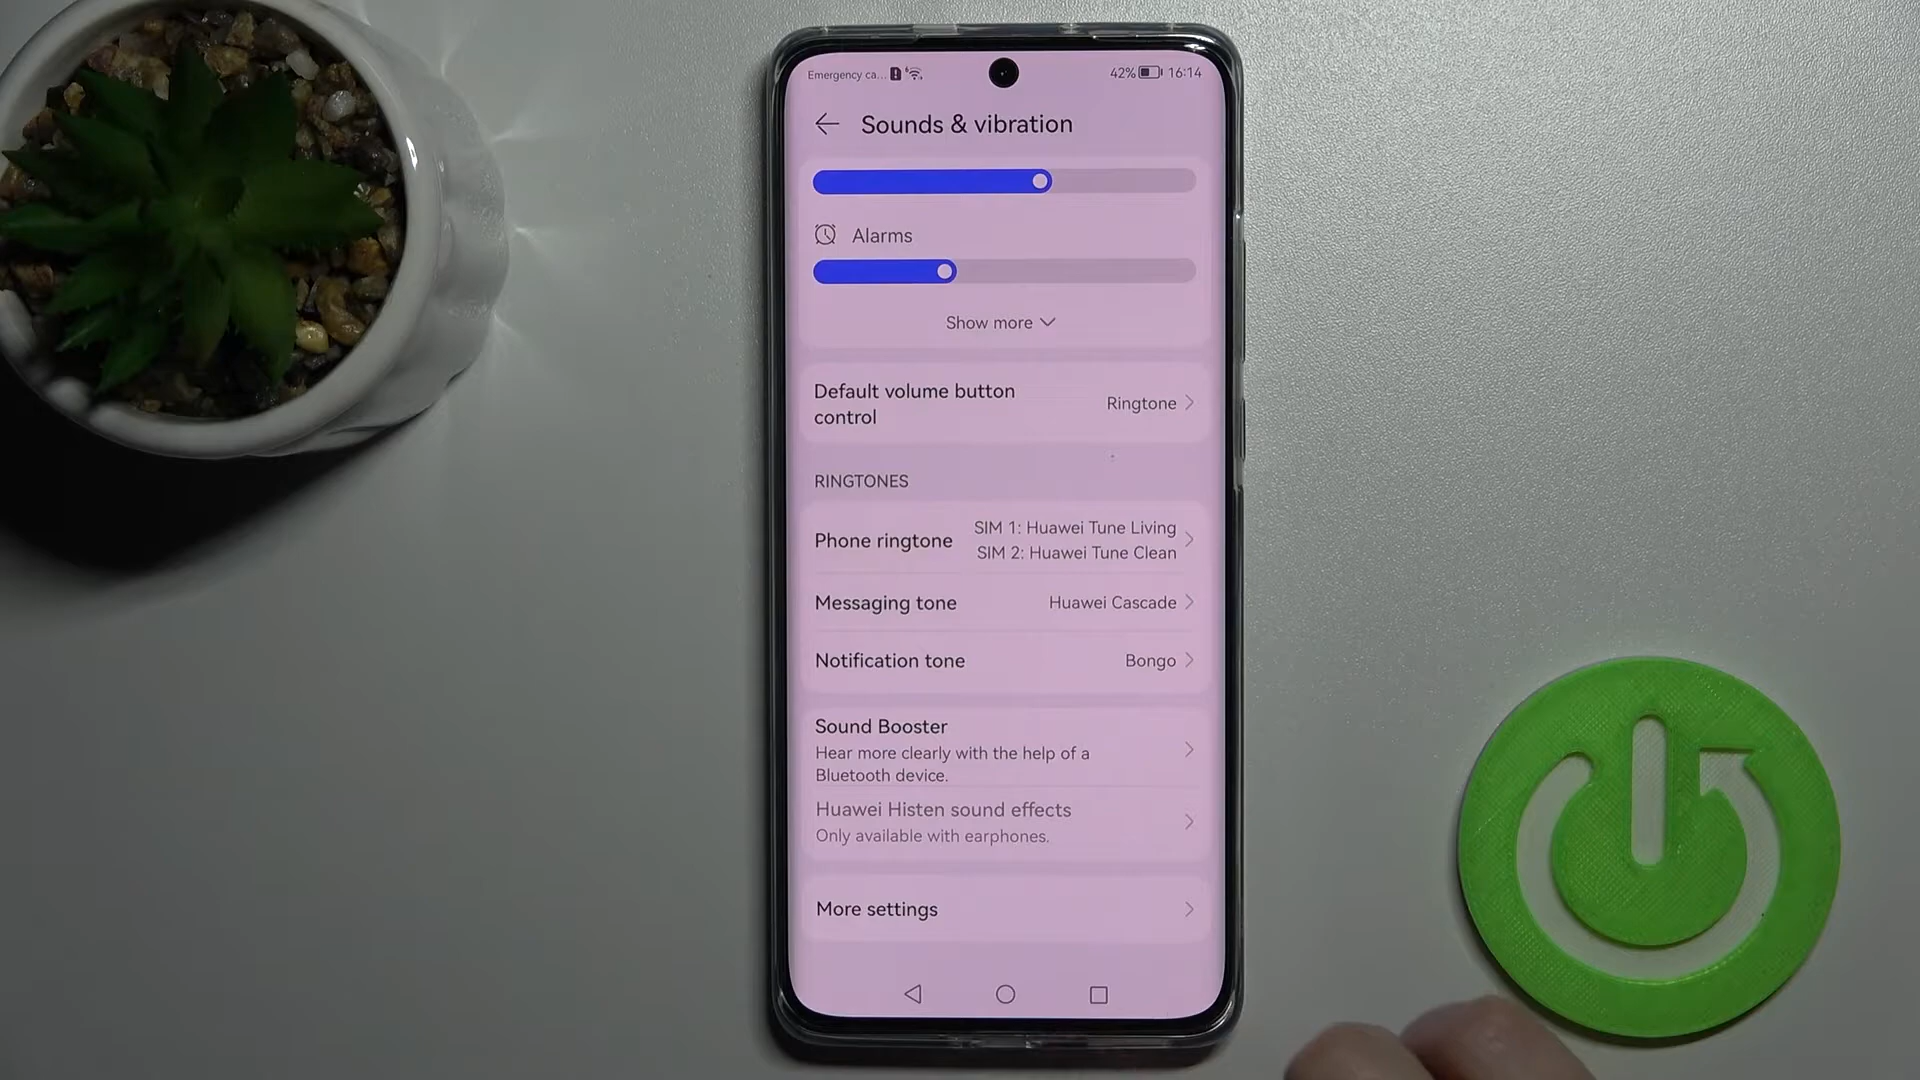 Emergency ca... 42% 16:14
Sounds & vibration
Alarms
Show more
Default volume button
control
Ringtone
RINGTONES
Phone ringtone
SIM 1: Huawei Tune Living
SIM 2: Huawei Tune Clean
Messaging tone Huawei Cascade
Notification tone Bongo
Sound Booster
Hear more clearly with the help of a
Bluetooth device.
Huawei Histen sound effects
Only available with earphones.
More settings